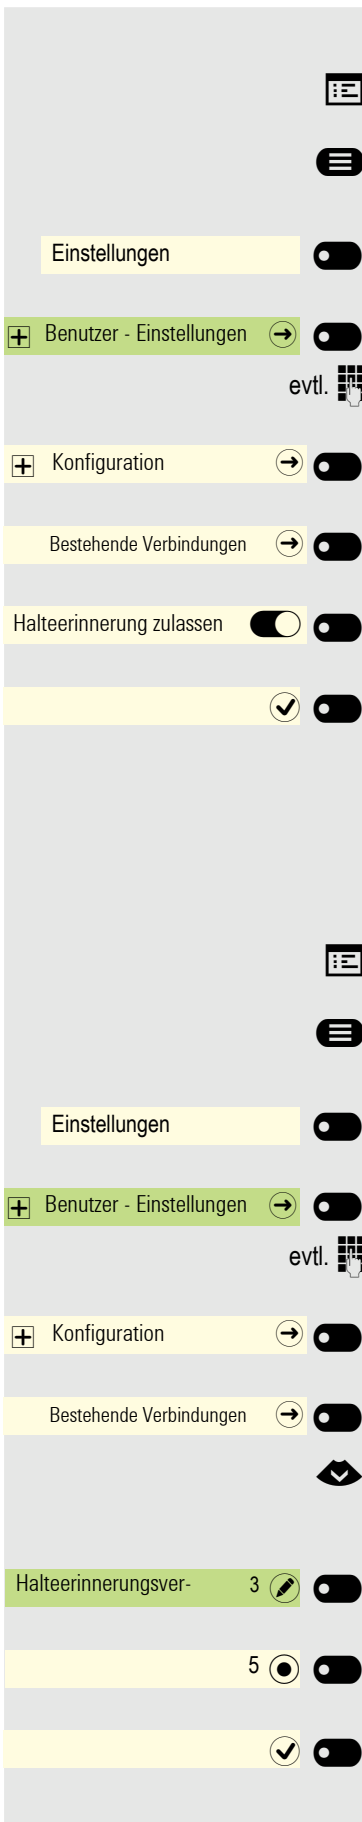 Einstellungen
Benutzer - Einstellungen
evtl.
Konfiguration
Bestehende Verbindungen
Halteerinnerung zulassen
Einstellungen
Benutzer - Einstellungen
evtl.
Konfiguration
Bestehende Verbindungen
Halteerinnerungsver- 3
5